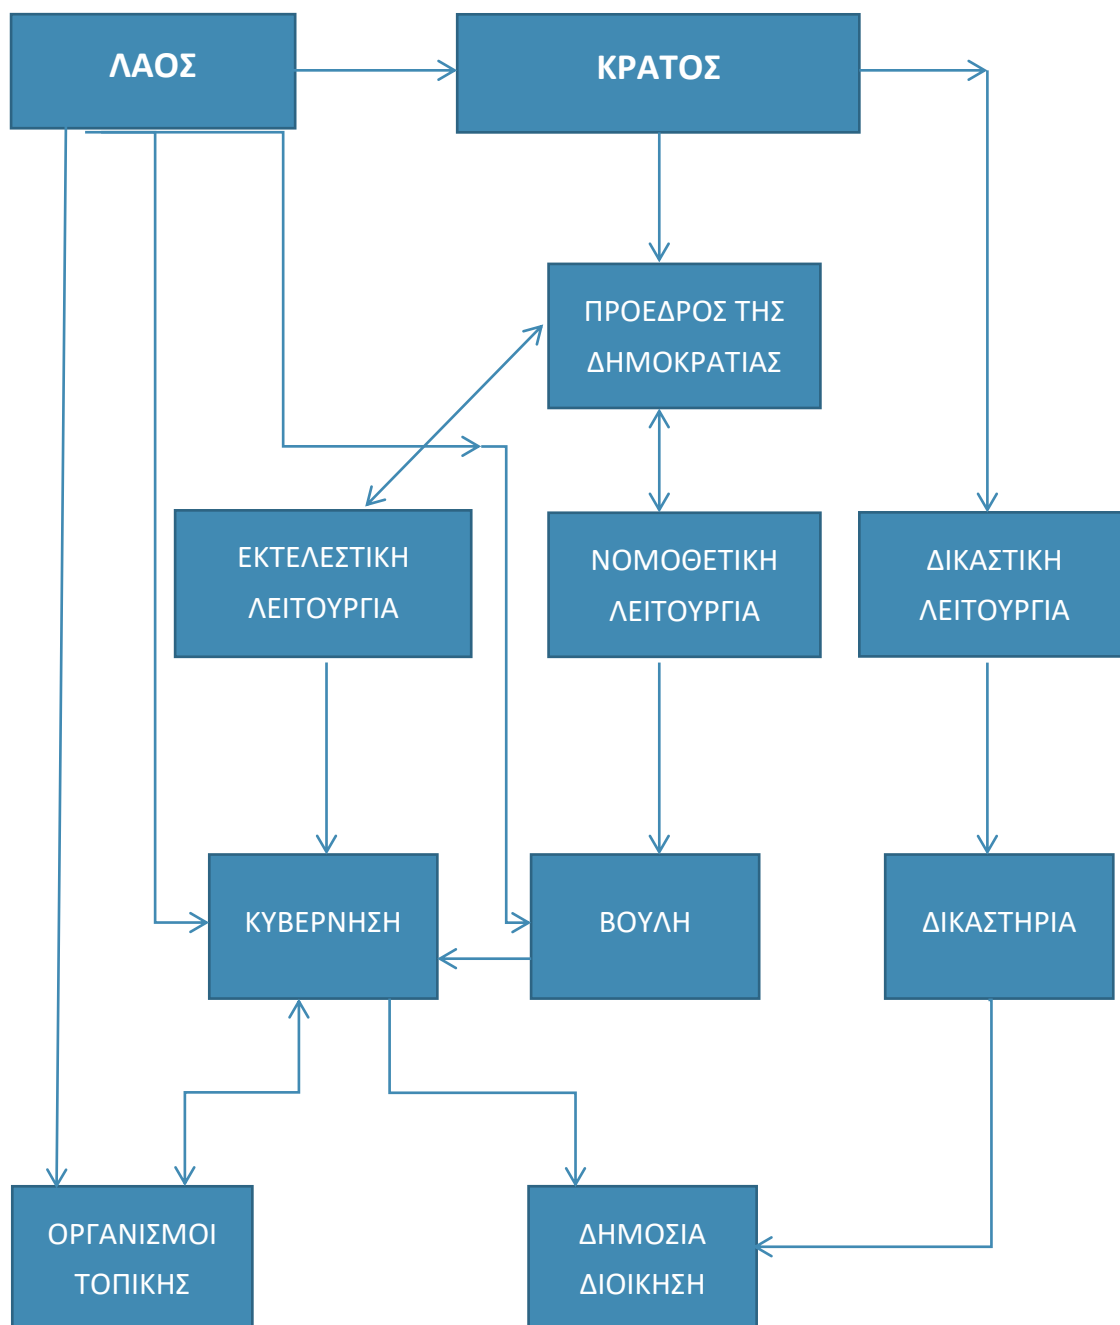 ΛΑΟΣ
ΚΡΑΤΟΣ
ΠΡΟΕΔΡΟΣ ΤΗΣ
ΔΗΜΟΚΡΑΤΙΑΣ
ΕΚΤΕΛΕΣΤΙΚΗ
ΛΕΙΤΟΥΡΓΙΑ
ΝΟΜΟΘΕΤΙΚΗ
ΛΕΙΤΟΥΡΓΙΑ
ΔΙΚΑΣΤΙΚΗ
ΛΕΙΤΟΥΡΓΙΑ
ΚΥΒΕΡΝΗΣΗ
ΒΟΥΛΗ
ΔΙΚΑΣΤΗΡΙΑ
ΟΡΓΑΝΙΣΜΟΙ
ΤΟΠΙΚΗΣ
ΔΗΜΟΣΙΑ
ΔΙΟΙΚΗΣΗ